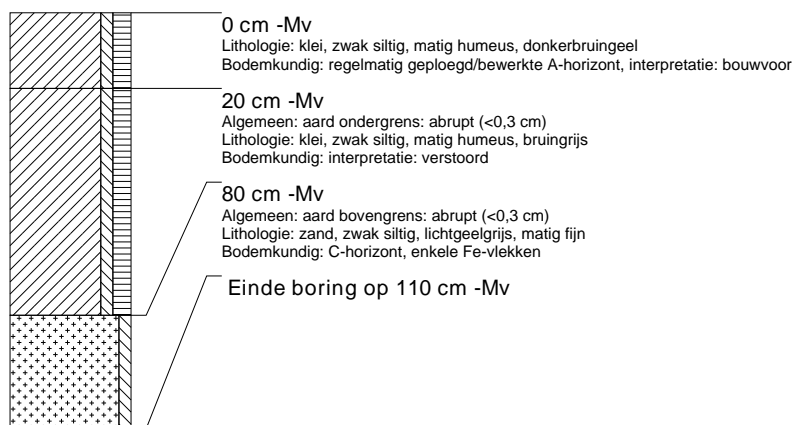 0 cm -Mv
Lithologie: klei, zwak siltig, matig humeus, donkerbruingeel
Bodemkundig: regelmatig geploegd/bewerkte A-horizont, interpretatie: bouwvoor
20 cm -Mv
Algemeen: aard ondergrens: abrupt (<0,3 cm)
Lithologie: klei, zwak siltig, matig humeus, bruingrijs
Bodemkundig: interpretatie: verstoord
80 cm -Mv
Algemeen: aard bovengrens: abrupt (<0,3 cm)
Lithologie: zand, zwak siltig, lichtgeelgrijs, matig fijn
Bodemkundig: C-horizont, enkele Fe-vlekken
Einde boring op 110 cm -Mv